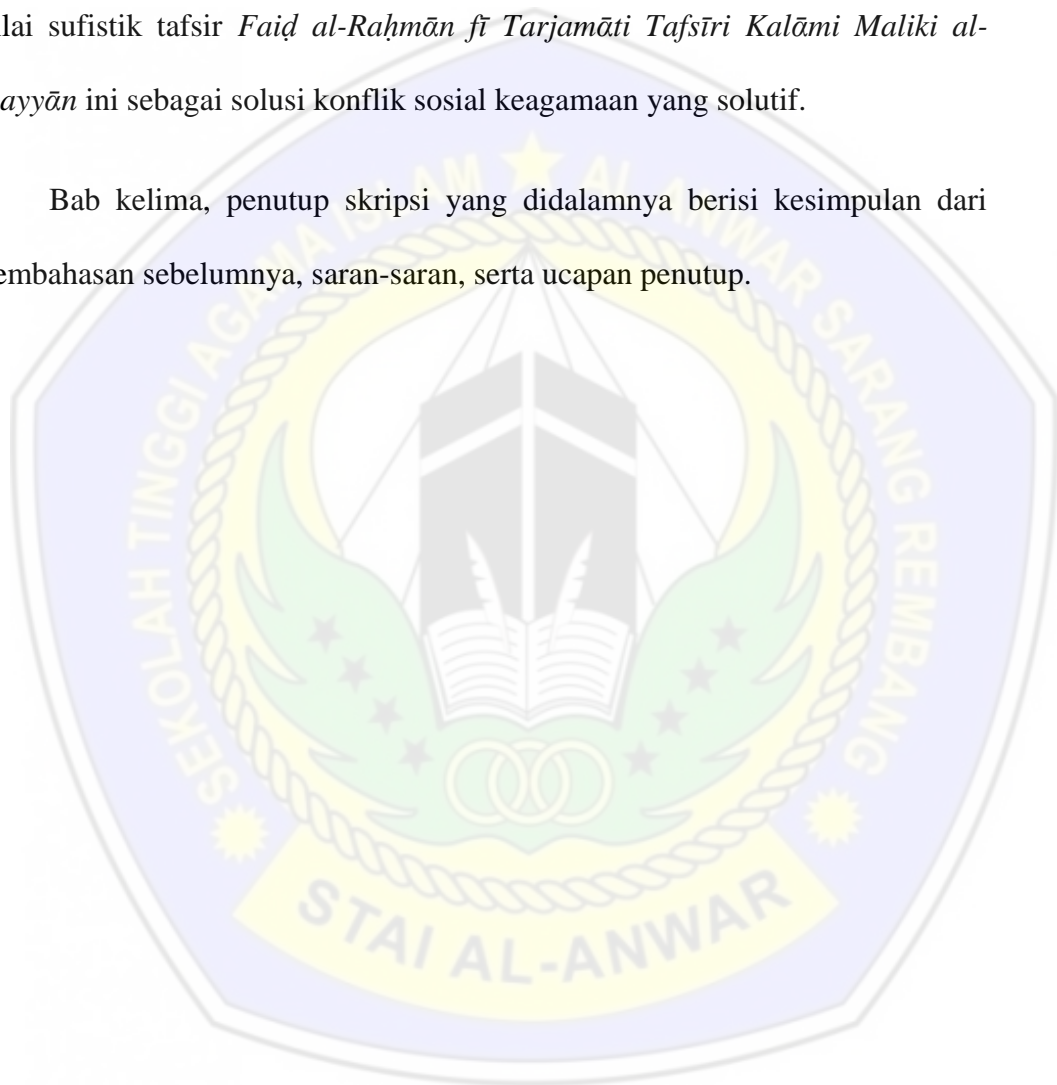 ilai sufistik tafsir Faiḍ al-Raḥmān fī Tarjamāti Tafsīri Kalāmi Maliki al-
ayyān ini sebagai solusi konflik sosial keagamaan yang solutif.
Bab kelima, penutup skripsi yang didalamnya berisi kesimpulan dari
embahasan sebelumnya, saran-saran, serta ucapan penutup.
SEKOLAH TINGGI AGAMA ISLAM ★ AL ANWAR SARANG REMBANG
STAI AL-ANWAR